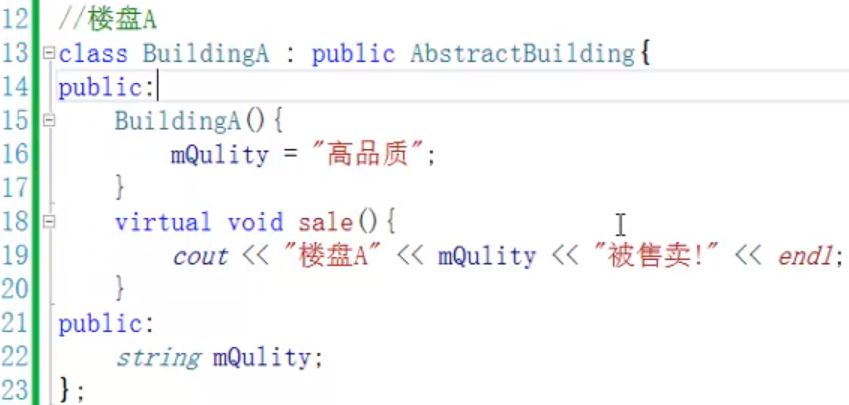 12 //楼盘A
13 class BuildingA : public AbstractBuilding{
14 public:
15 BuildingA(){
16 mQulity = "高品质";
17 }
18 virtual void sale(){
19 cout << "楼盘A" << mQulity << "被售卖!" << endl;
20 }
21 public:
22 string mQulity;
23 };